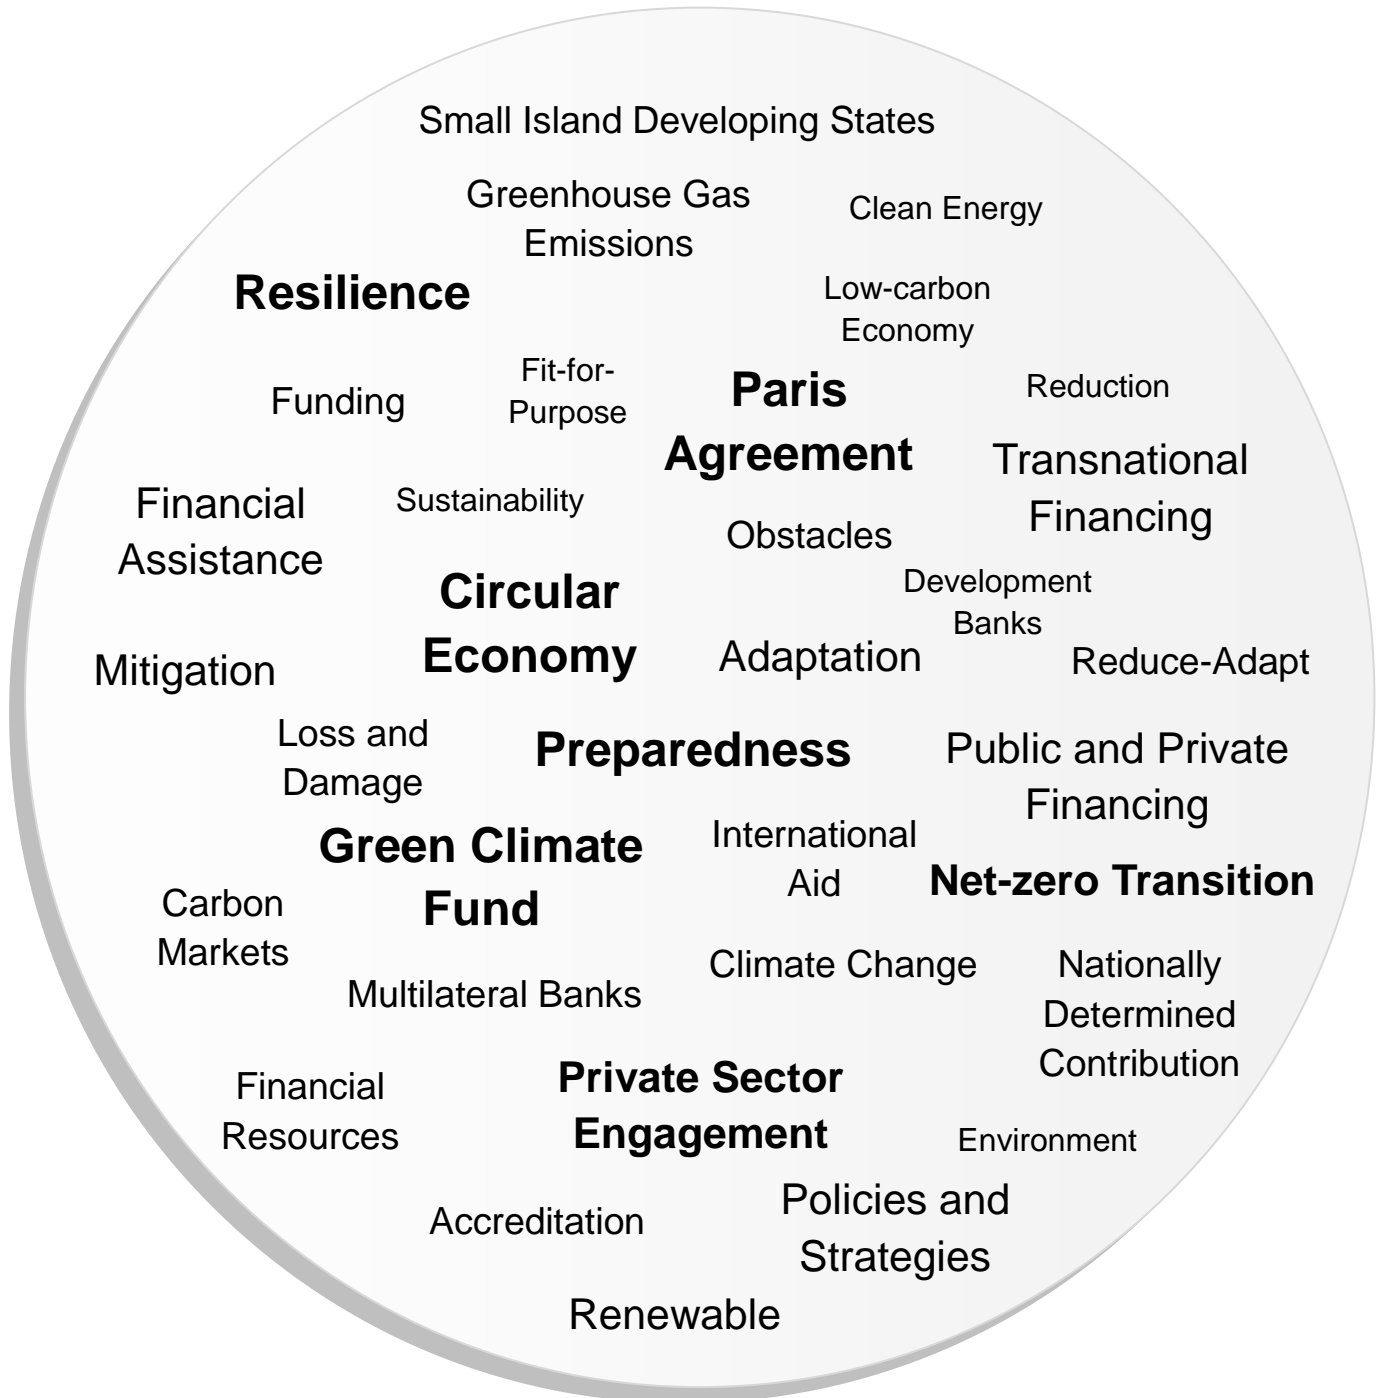 Small Island Developing States
Greenhouse Gas
Emissions
Clean Energy
Resilience
Low-carbon
Economy
Fit-for-
Purpose
Funding
Paris
Agreement
Reduction
Transnational
Financing
Financial
Assistance
Sustainability
Obstacles
Circular
Economy
Development
Banks
Mitigation
Adaptation
Reduce-Adapt
Loss and
Damage
Preparedness
Public and Private
Financing
Green Climate
Fund
International
Aid
Net-zero Transition
Carbon
Markets
Multilateral Banks
Climate Change
Nationally
Determined
Contribution
Financial
Resources
Private Sector
Engagement
Environment
Accreditation
Policies and
Strategies
Renewable